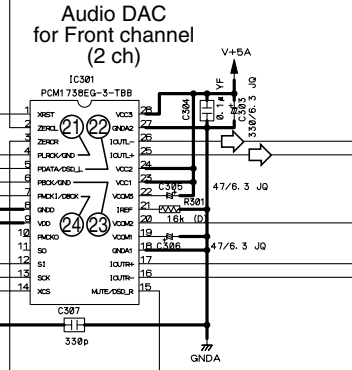 Audio DAC
for Front channel
(2 ch)
V+5A
IC301
PCM1738EG-3-TBB
C304
0.1μ YF
C303
330/6.3 JQ
1 XRST VCC3 28
2 ZERCL GNDA2 27
3 ZERCR IOUTL- 26
4 PLRCK/GND IOUTL+ 25
5 PDATA/DSD_L VCC2 24
6 PBCK/GND VCC1 23
7 PMCKI/DBCK VCOM3 22
8 GNDD IREF 21
9 VDD VCOM2 20
10 PMCKO VCOM1 19
11 SO GNDA1 18
12 SI IOUTR+ 17
13 SCK IOUTR- 16
14 XCS MUTE/DSD_R 15
21 22
24 23
C305
47/6.3 JQ
R301
16k (D)
C306
47/6.3 JQ
C307
330p
GNDA